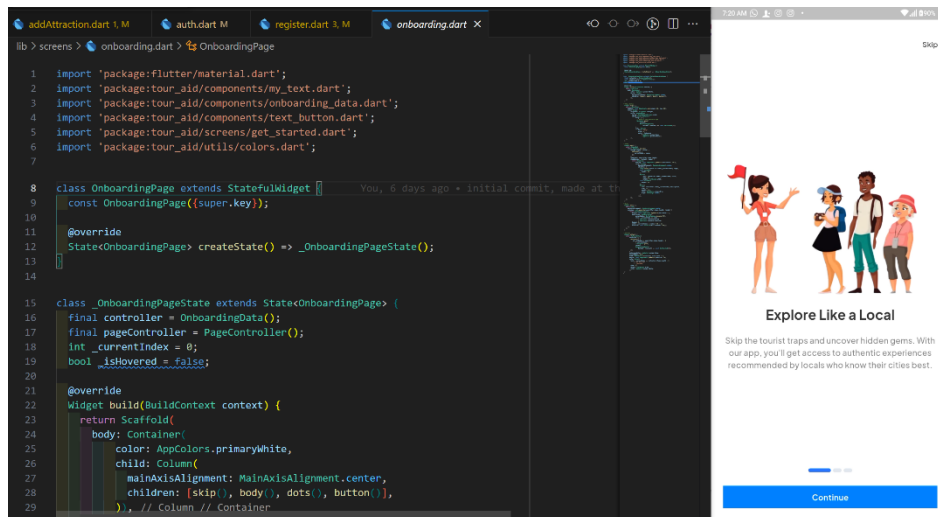 addAttraction.dart 1, M
auth.dart M
register.dart 3, M
onboarding.dart
lib > screens > onboarding.dart > OnboardingPage
1 import 'package:flutter/material.dart';
2 import 'package:tour_aid/components/my_text.dart';
3 import 'package:tour_aid/components/onboarding_data.dart';
4 import 'package:tour_aid/components/text_button.dart';
5 import 'package:tour_aid/screens/get_started.dart';
6 import 'package:tour_aid/utils/colors.dart';
7
8 class OnboardingPage extends StatefulWidget { You, 6 days ago • initial commit, made at th
9 const OnboardingPage({super.key});
10
11 @override
12 State<OnboardingPage> createState() => _OnboardingPageState();
13 }
14
15 class _OnboardingPageState extends State<OnboardingPage> {
16 final controller = OnboardingData();
17 final pageController = PageController();
18 int _currentIndex = 0;
19 bool _isHovered = false;
20
21 @override
22 Widget build(BuildContext context) {
23 return Scaffold(
24 body: Container(
25 color: AppColors.primaryWhite,
26 child: Column(
27 mainAxisAlignment: MainAxisAlignment.center,
28 children: [skip(), body(), dots(), button()],
29 )), // Column // Container
7:20 AM
90%
Skip
Explore Like a Local
Skip the tourist traps and uncover hidden gems. With
our app, you'll get access to authentic experiences
recommended by locals who know their cities best.
Continue